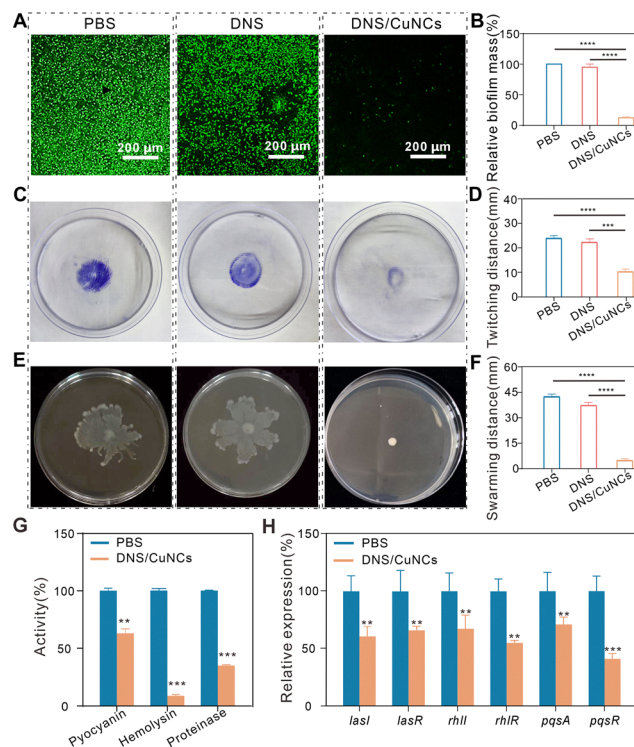 A PBS DNS DNS/CuNCs
200 μm 200 μm 200 μm
B
Relative biofilm mass(%)
150
100
50
0
****
****
PBS DNS DNS/CuNCs
C
D
Twitching distance(mm)
40
30
20
10
0
****
***
PBS DNS DNS/CuNCs
E
F
Swarming distance(mm)
60
45
30
15
0
****
****
PBS DNS DNS/CuNCs
G
PBS
DNS/CuNCs
Activity(%)
150
100
50
0
** *** ***
Pyocyanin Hemolysin Proteinase
H
PBS
DNS/CuNCs
Relative expression(%)
150
100
50
0
** ** ** ** ** ***
lasI lasR rhlI rhlR pqsA pqsR